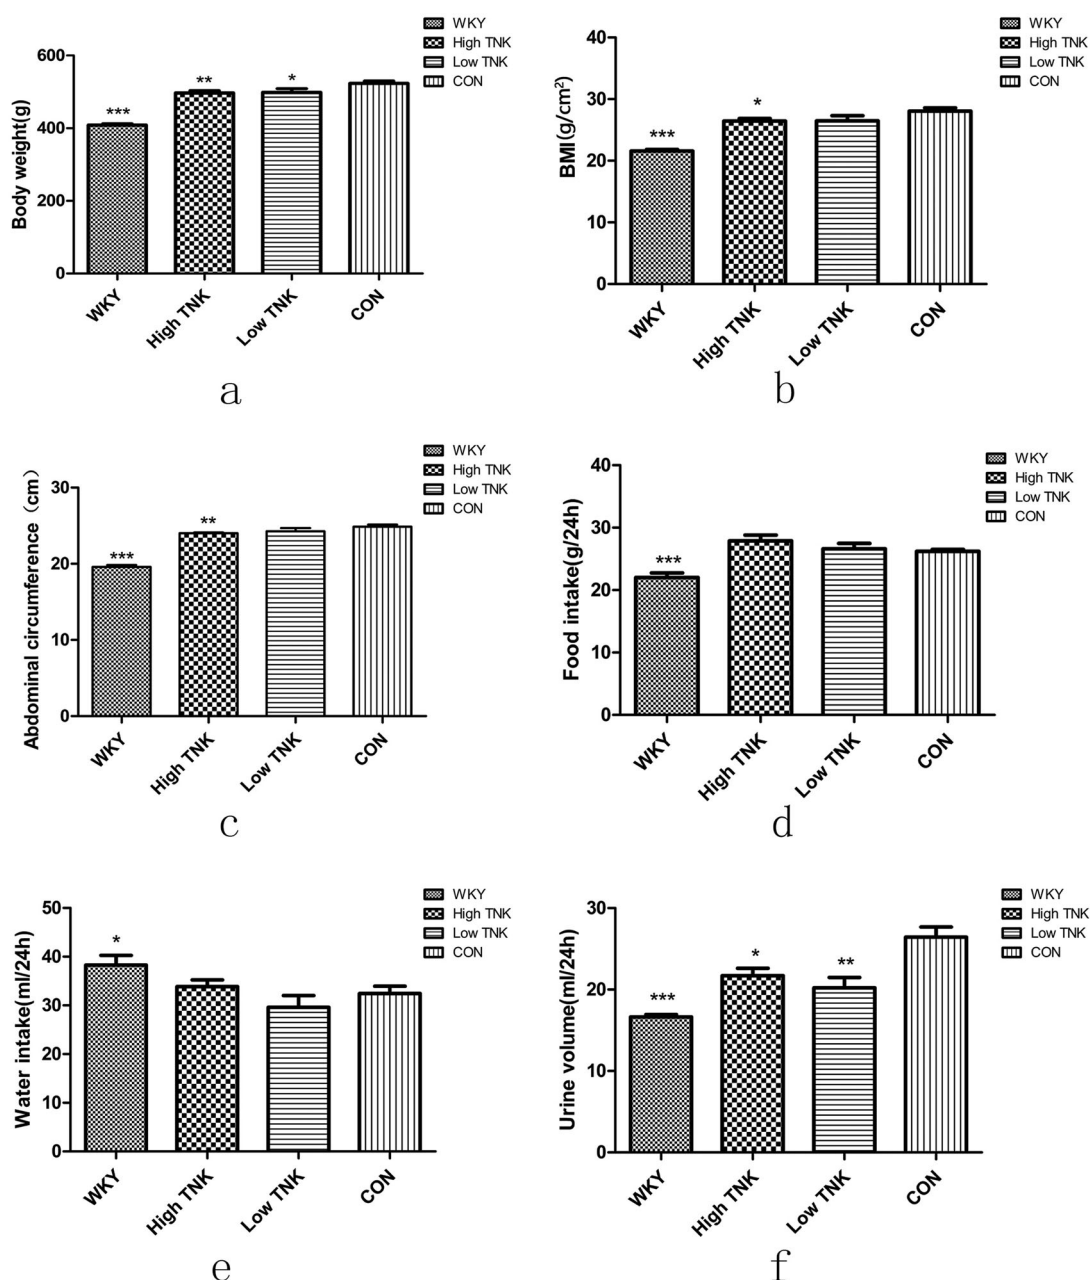 WKY
High TNK
Low TNK
CON
Body weight(g)
600
400
200
0
***
**
*
WKY
High TNK
Low TNK
CON
a
WKY
High TNK
Low TNK
CON
BMI(g/cm²)
40
30
20
10
0
***
*
WKY
High TNK
Low TNK
CON
b
WKY
High TNK
Low TNK
CON
Abdominal circumference（cm）
30
20
10
0
***
**
WKY
High TNK
Low TNK
CON
c
WKY
High TNK
Low TNK
CON
Food intake(g/24h)
40
30
20
10
0
***
WKY
High TNK
Low TNK
CON
d
WKY
High TNK
Low TNK
CON
Water intake(ml/24h)
50
40
30
20
10
0
*
WKY
High TNK
Low TNK
CON
e
WKY
High TNK
Low TNK
CON
Urine volume(ml/24h)
30
20
10
0
***
*
**
WKY
High TNK
Low TNK
CON
f